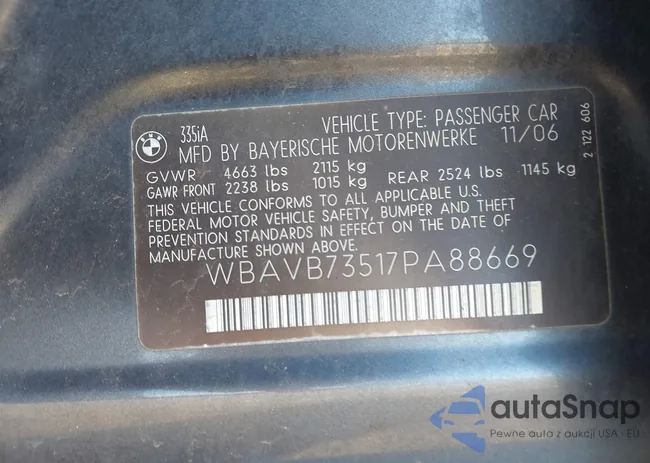 BMW
335iA VEHICLE TYPE: PASSENGER CAR
MFD BY BAYERISCHE MOTORENWERKE 11/06
GVWR 4663 lbs 2115 kg
GAWR FRONT 2238 lbs 1015 kg REAR 2524 lbs 1145 kg
THIS VEHICLE CONFORMS TO ALL APPLICABLE U.S.
FEDERAL MOTOR VEHICLE SAFETY, BUMPER AND THEFT
PREVENTION STANDARDS IN EFFECT ON THE DATE OF
MANUFACTURE SHOWN ABOVE.
WBAVB73517PA88669
2 122 606
autaSnap
Pewne auta z aukcji USA - EU